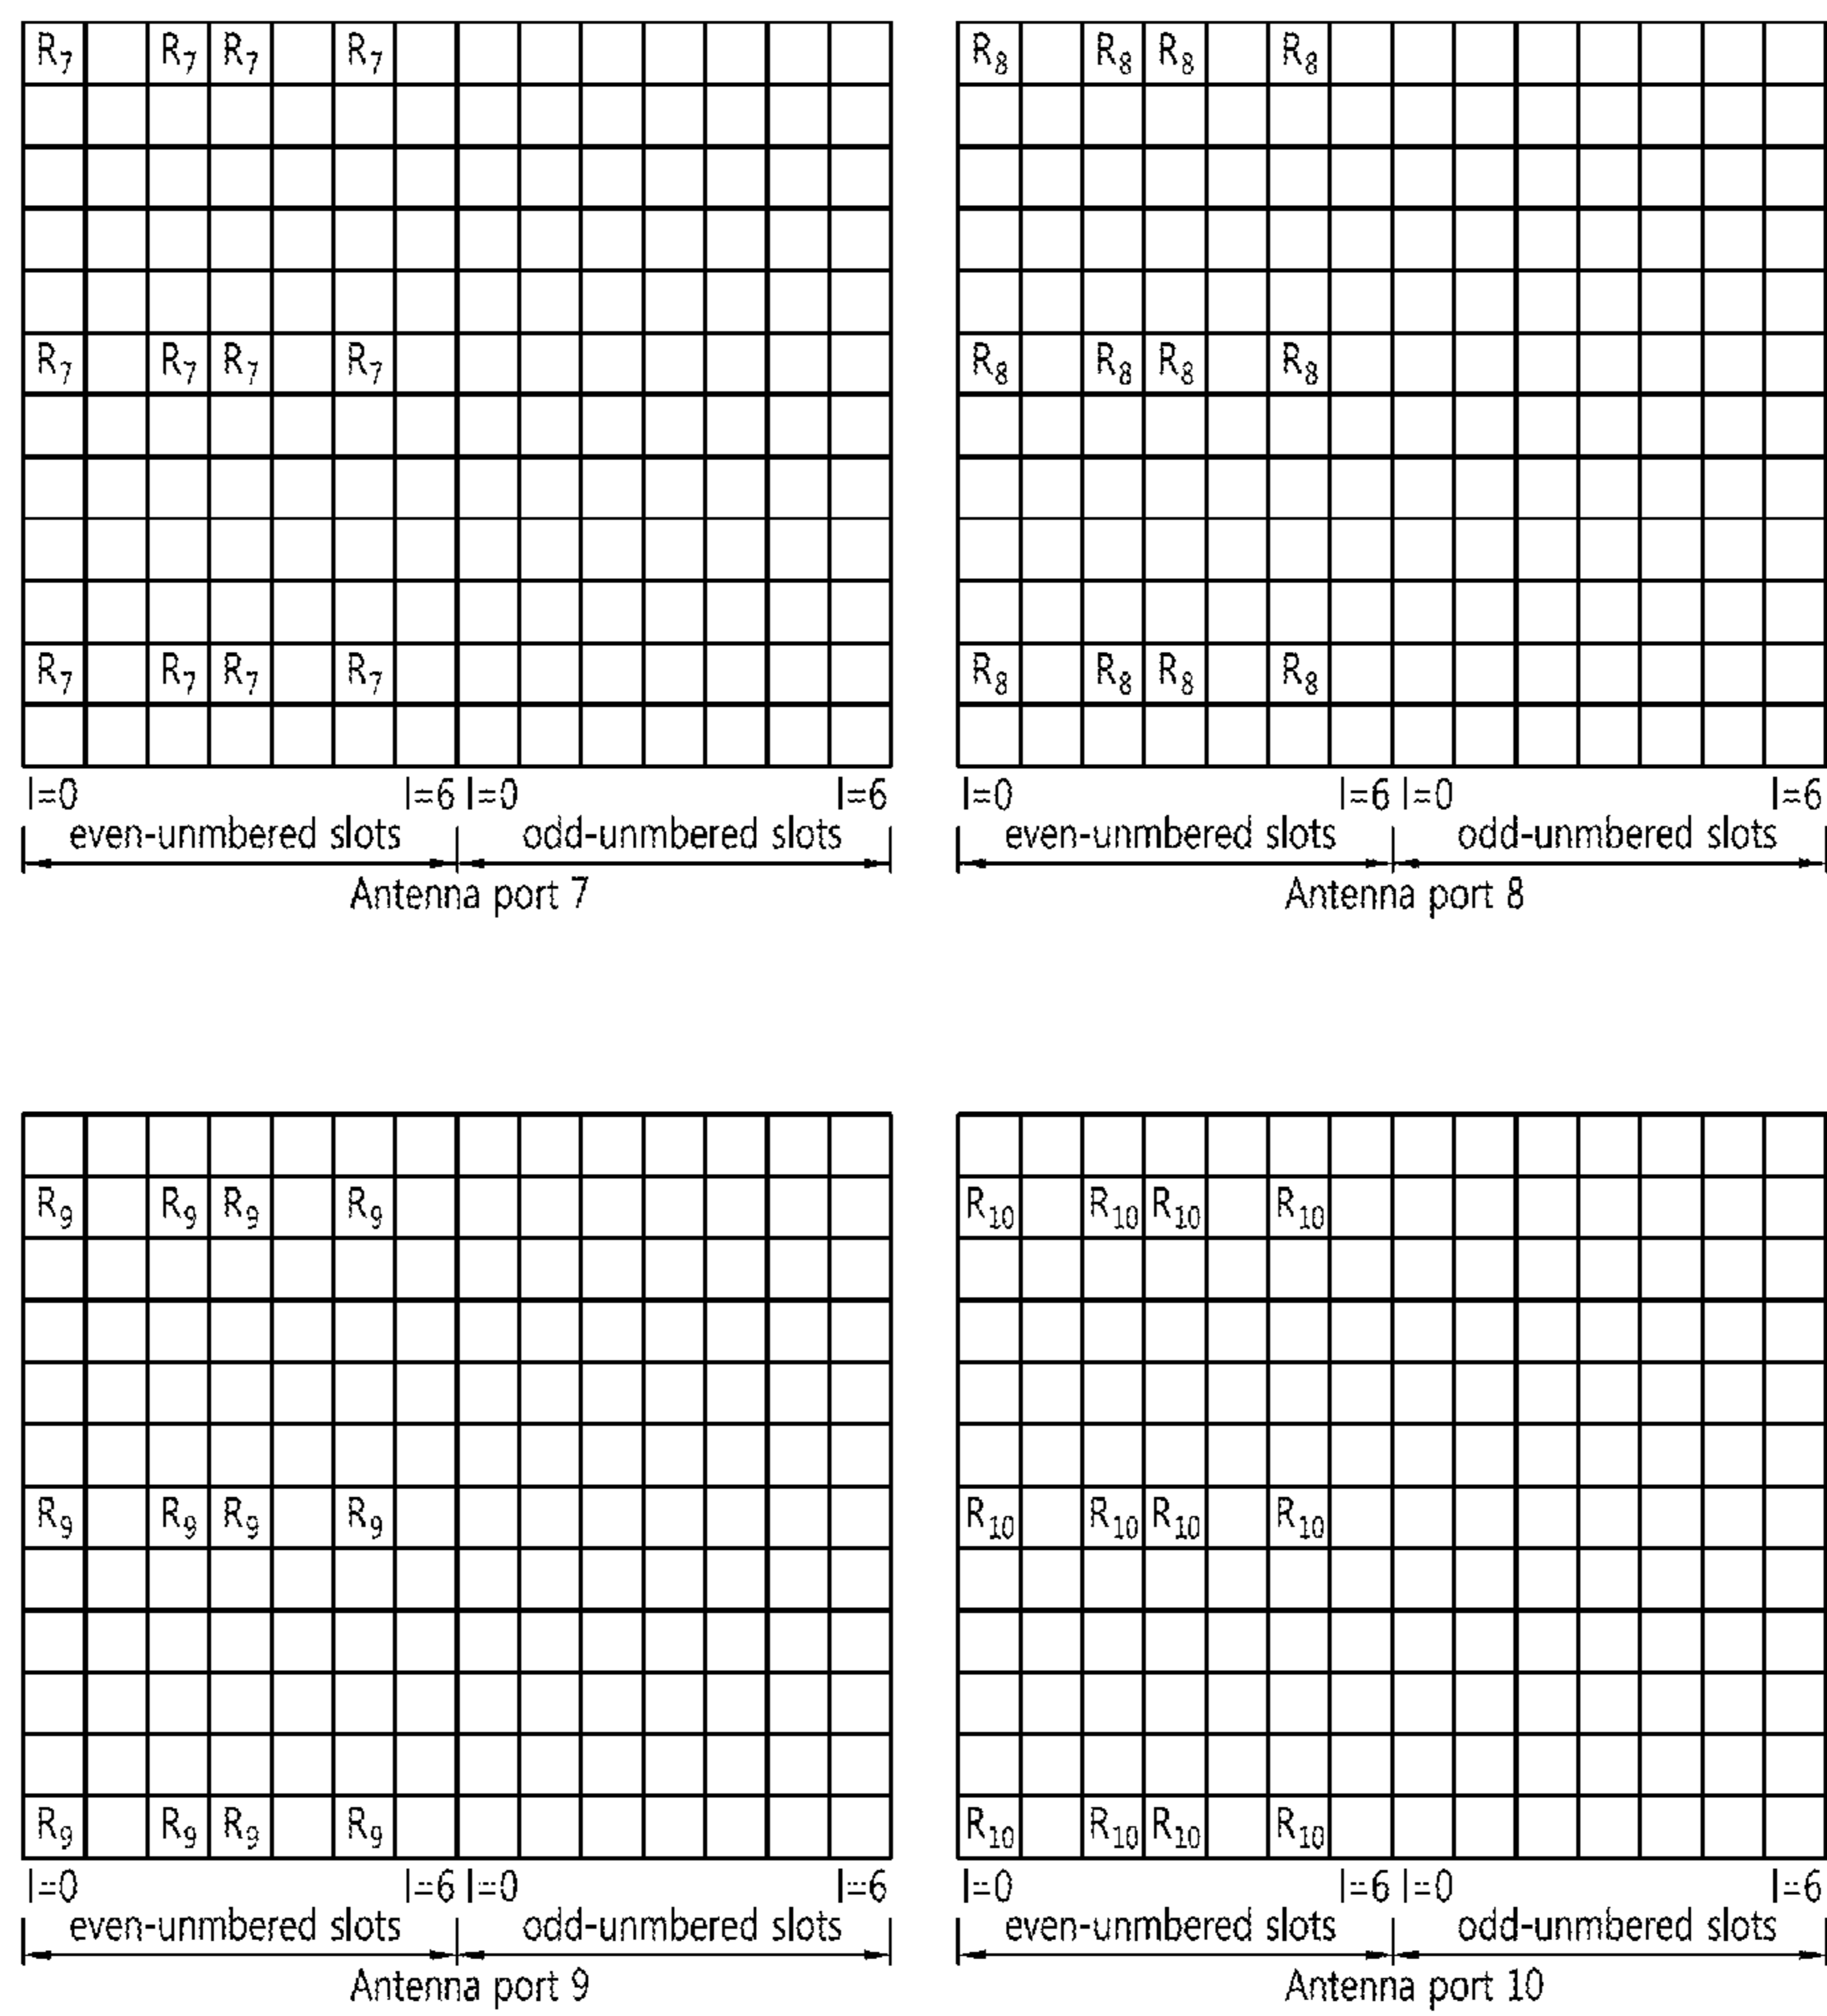 R7 R7 R7 R7 R8 R8 R8 R8
R7 R7 R7 R7 R8 R8 R8 R8
R7 R7 R7 R7 R8 R8 R8 R8
l=0 l=6 l=0 l=6 l=0 l=6 l=0 l=6
even-unmbered slots odd-unmbered slots even-unmbered slots odd-unmbered slots
Antenna port 7 Antenna port 8
R9 R9 R9 R9 R10 R10 R10 R10
R9 R9 R9 R9 R10 R10 R10 R10
R9 R9 R9 R9 R10 R10 R10 R10
l=0 l=6 l=0 l=6 l=0 l=6 l=0 l=6
even-unmbered slots odd-unmbered slots even-unmbered slots odd-unmbered slots
Antenna port 9 Antenna port 10